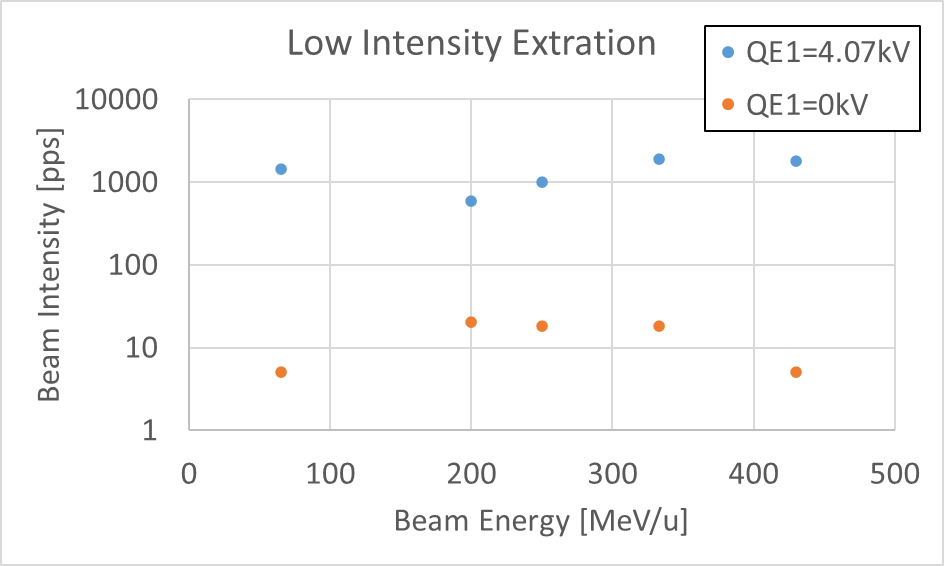 Low Intensity Extration
QE1=4.07kV
QE1=0kV
Beam Intensity [pps]
10000
1000
100
10
1
0 100 200 300 400 500
Beam Energy [MeV/u]